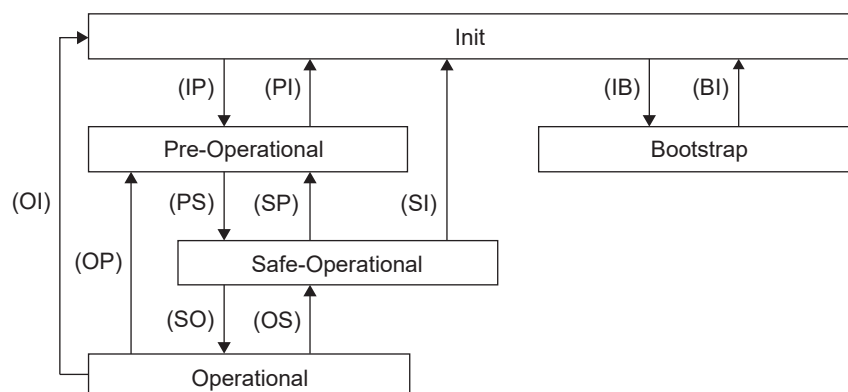 Init
(IP)
(PI)
(IB)
(BI)
Pre-Operational
Bootstrap
(OI)
(PS)
(SP)
(SI)
(OP)
Safe-Operational
(SO)
(OS)
Operational